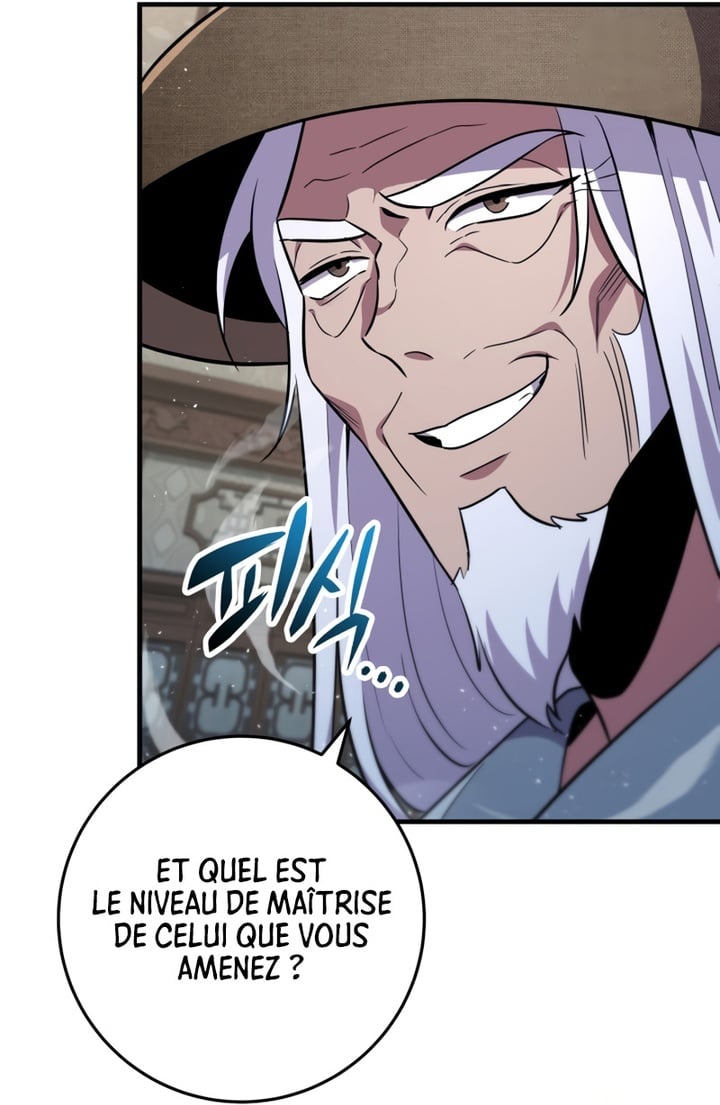 피식...
ET QUEL EST
LE NIVEAU DE MAÎTRISE
DE CELUI QUE VOUS
AMENEZ ?